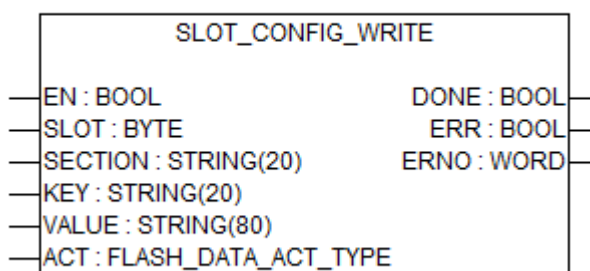 SLOT_CONFIG_WRITE
EN : BOOL DONE : BOOL
SLOT : BYTE ERR : BOOL
SECTION : STRING(20) ERNO : WORD
KEY : STRING(20)
VALUE : STRING(80)
ACT : FLASH_DATA_ACT_TYPE